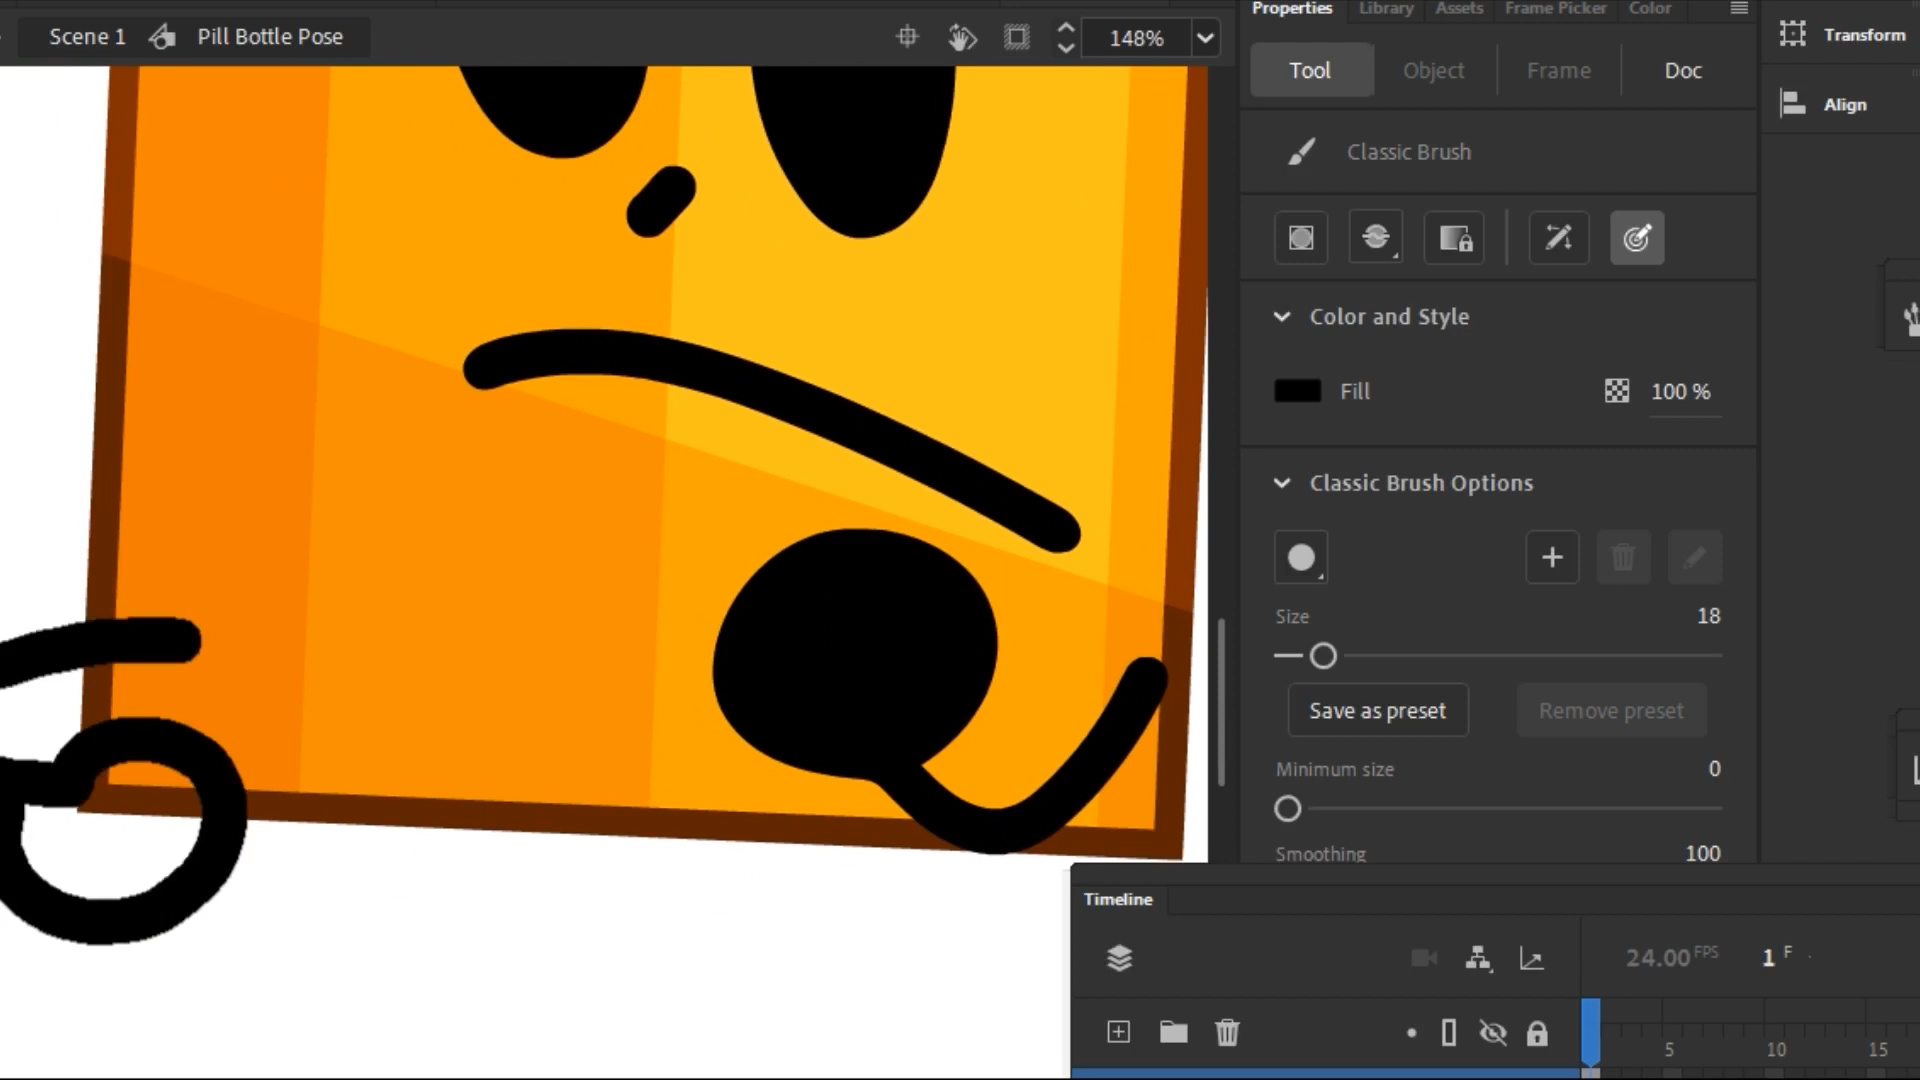 Scene 1
Pill Bottle Pose
148%
Properties
Library
Assets
Frame Picker
Color
Tool
Object
Frame
Doc
Transform
Align
Classic Brush
Color and Style
Fill
100 %
Classic Brush Options
Size
18
Save as preset
Remove preset
Minimum size
0
Smoothing
100
Timeline
24.00 FPS
1 F
5
10
15